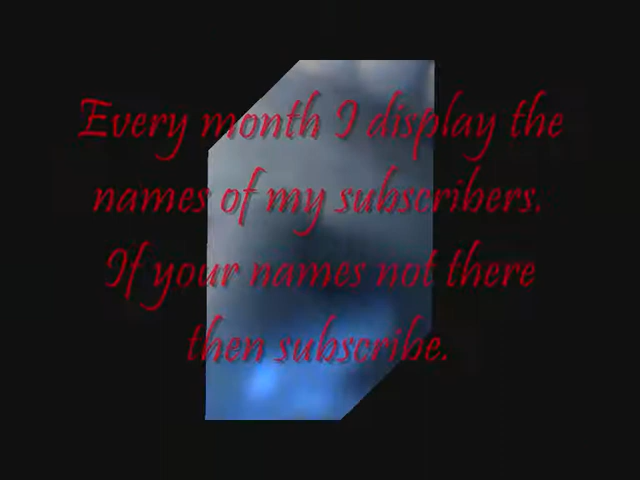 Every month I display the
names of my subscribers.
If your names not there
then subscribe.